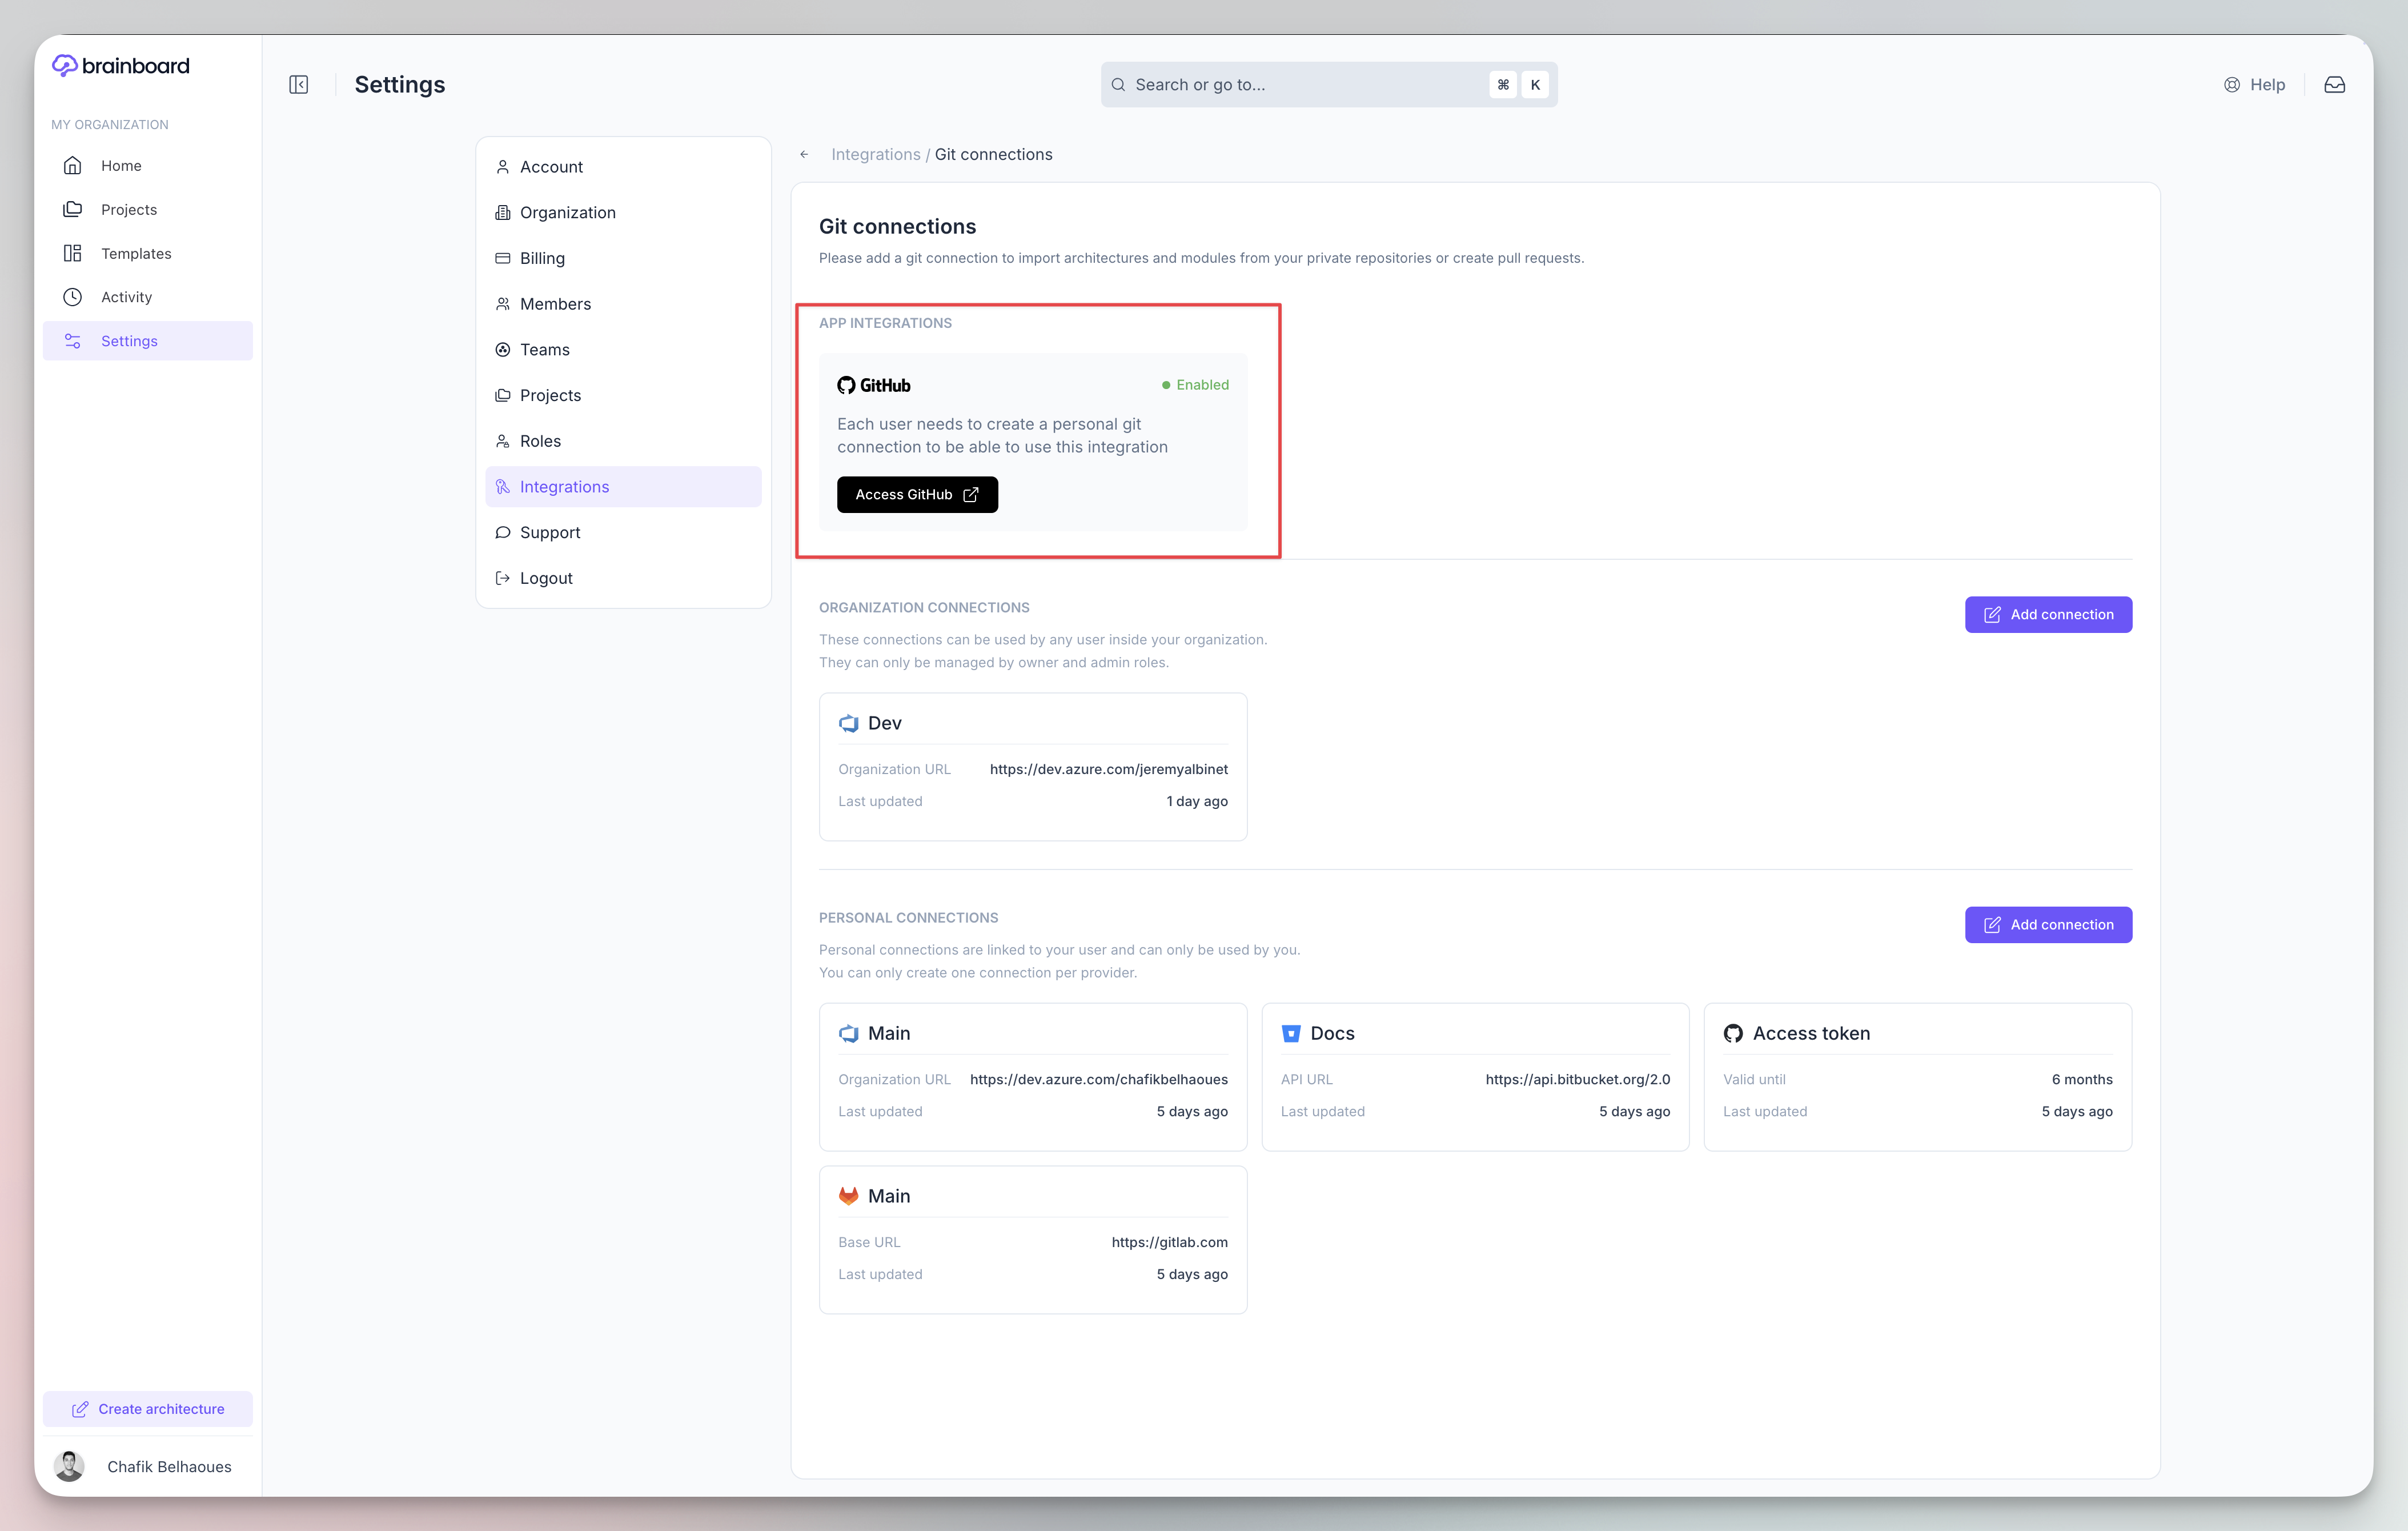 brainboard
MY ORGANIZATION
Home
Projects
Templates
Activity
Settings
Create architecture
Chafik Belhaoues
Settings
Search or go to...
⌘ K
Help
Account
Organization
Billing
Members
Teams
Projects
Roles
Integrations
Support
Logout
Integrations / Git connections
Git connections
Please add a git connection to import architectures and modules from your private repositories or create pull requests.
APP INTEGRATIONS
GitHub
Enabled
Each user needs to create a personal git
connection to be able to use this integration
Access GitHub
ORGANIZATION CONNECTIONS
Add connection
These connections can be used by any user inside your organization.
They can only be managed by owner and admin roles.
Dev
Organization URL https://dev.azure.com/jeremyalbinet
Last updated 1 day ago
PERSONAL CONNECTIONS
Add connection
Personal connections are linked to your user and can only be used by you.
You can only create one connection per provider.
Main
Organization URL https://dev.azure.com/chafikbelhaoues
Last updated 5 days ago
Docs
API URL https://api.bitbucket.org/2.0
Last updated 5 days ago
Access token
Valid until 6 months
Last updated 5 days ago
Main
Base URL https://gitlab.com
Last updated 5 days ago